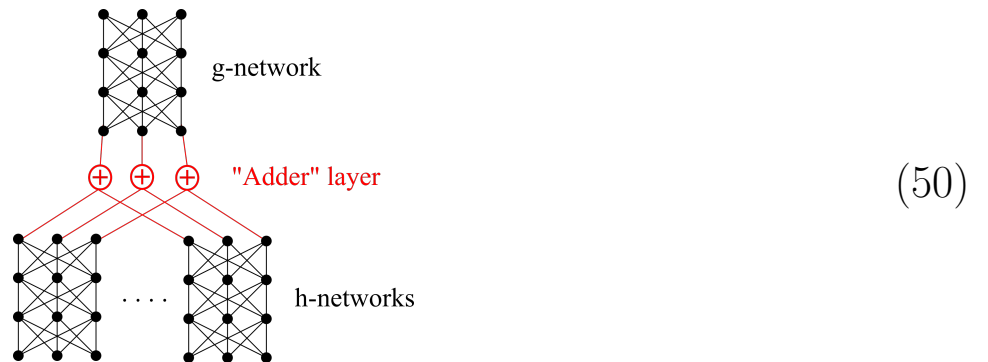 g-network
"Adder" layer
(50)
. . . .
h-networks